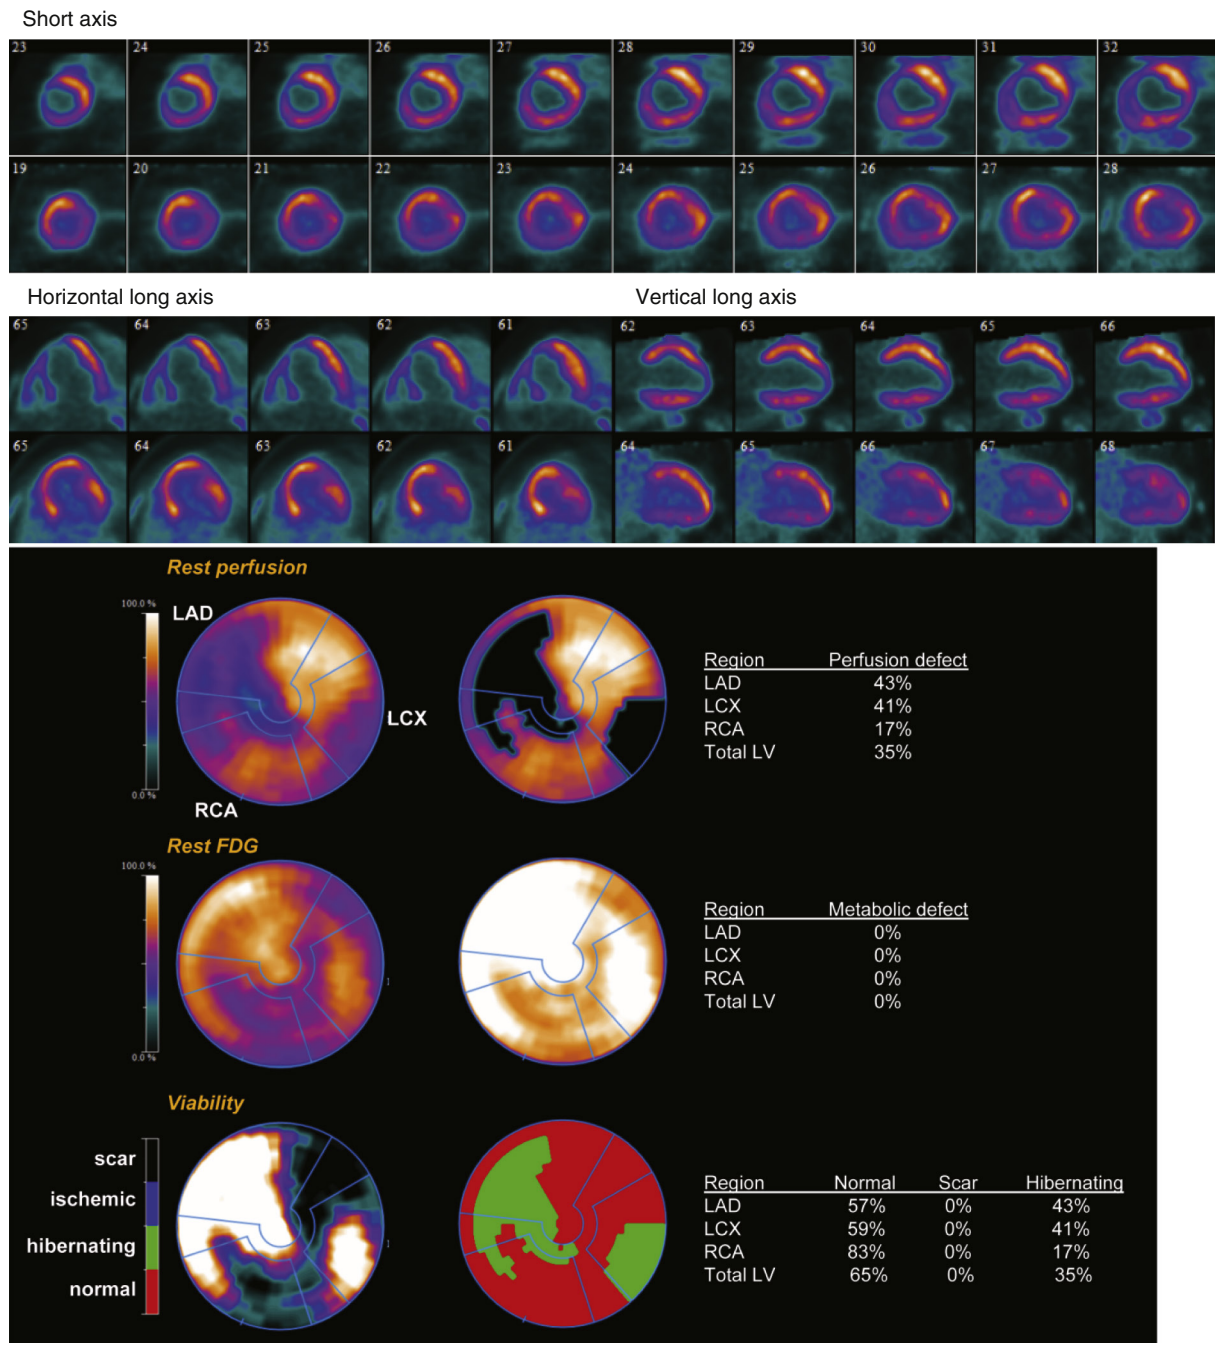 Short axis
23 24 25 26 27 28 29 30 31 32
19 20 21 22 23 24 25 26 27 28
Horizontal long axis Vertical long axis
65 64 63 62 61 62 63 64 65 66
65 64 63 62 61 64 65 66 67 68
Rest perfusion
100.0 %
LAD
LCX
RCA
0.0 %
Region Perfusion defect
LAD 43%
LCX 41%
RCA 17%
Total LV 35%
Rest FDG
100.0 %
0.0 %
Region Metabolic defect
LAD 0%
LCX 0%
RCA 0%
Total LV 0%
Viability
scar
ischemic
hibernating
normal
Region Normal Scar Hibernating
LAD 57% 0% 43%
LCX 59% 0% 41%
RCA 83% 0% 17%
Total LV 65% 0% 35%